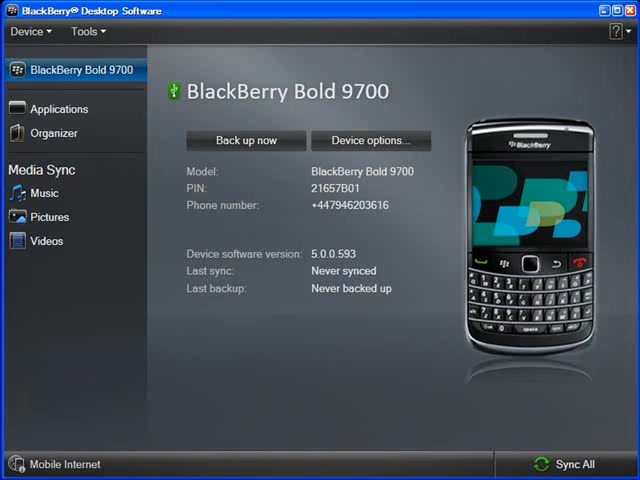 BlackBerry® Desktop Software
Device Tools ?
BlackBerry Bold 9700
Applications
Organizer
Media Sync
Music
Pictures
Videos
BlackBerry Bold 9700
Back up now Device options...
Model: BlackBerry Bold 9700
PIN: 21657B01
Phone number: +447946203616
Device software version: 5.0.0.593
Last sync: Never synced
Last backup: Never backed up
BlackBerry
Mobile Internet Sync All